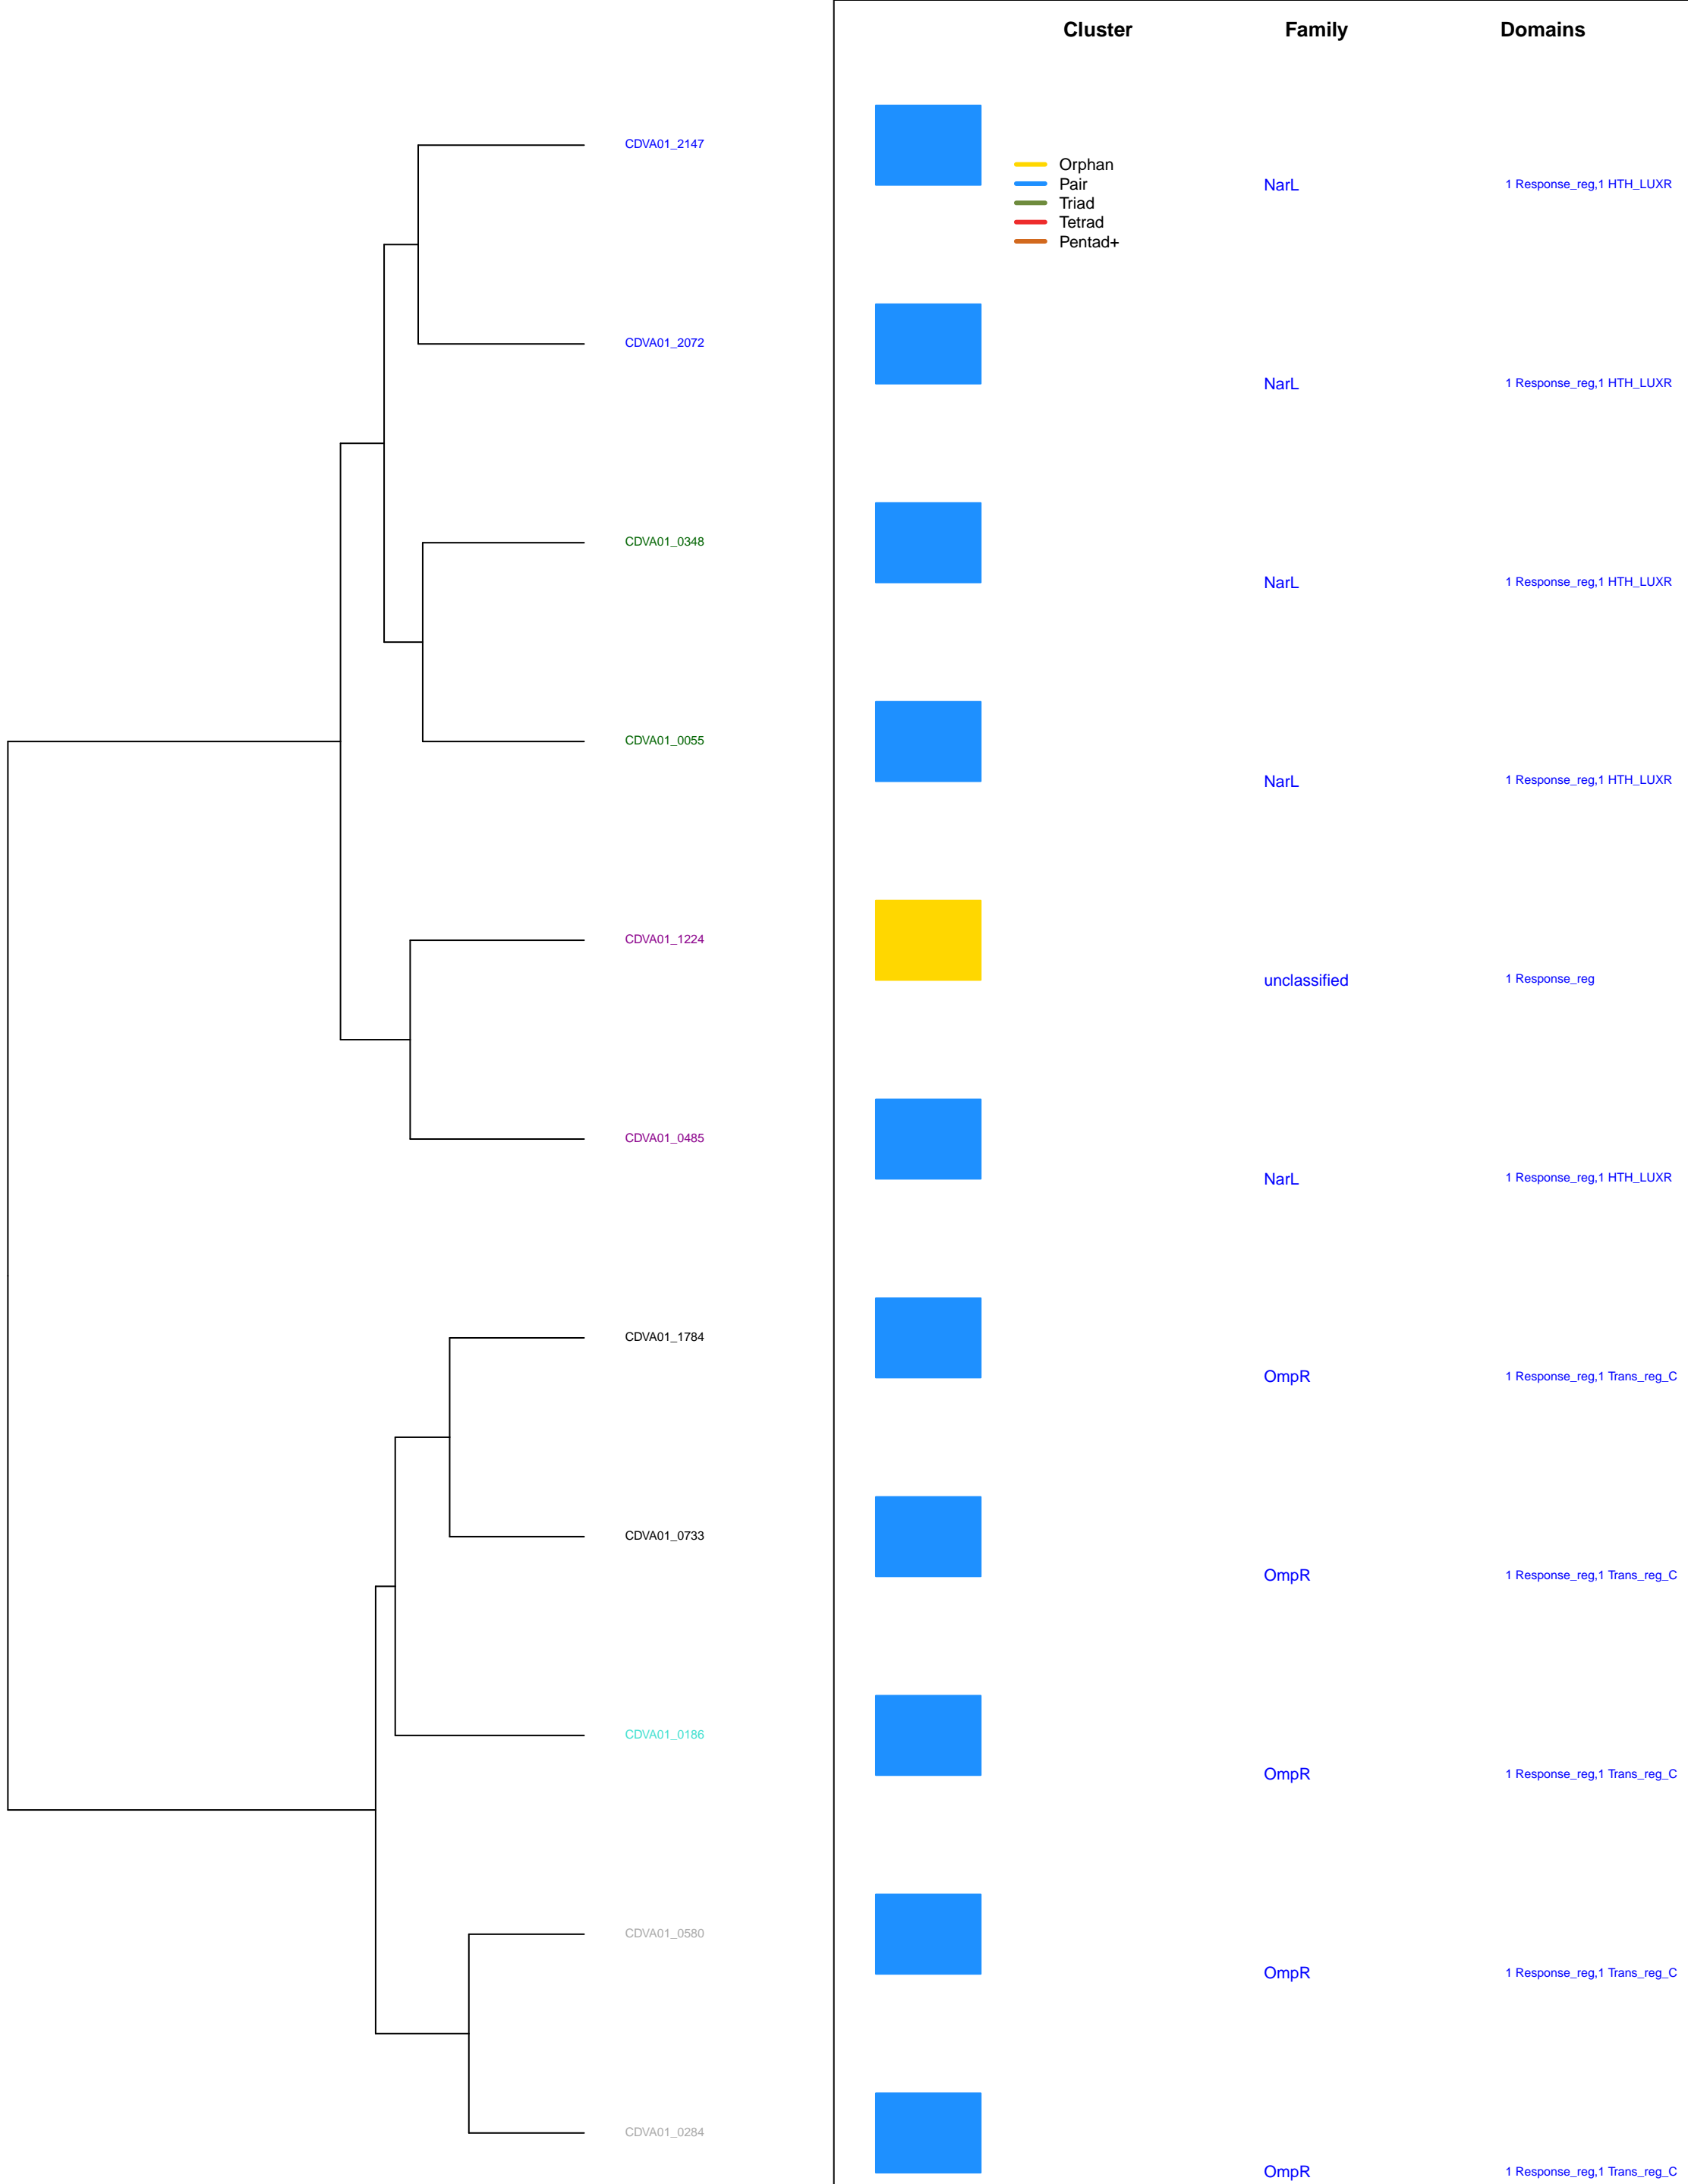 Cluster Family Domains
CDVA01_2147
Orphan
Pair
NarL 1 Response_reg,1 HTH_LUXR
Triad
Tetrad
Pentad+
CDVA01_2072
NarL 1 Response_reg,1 HTH_LUXR
CDVA01_0348
NarL 1 Response_reg,1 HTH_LUXR
CDVA01_0055
NarL 1 Response_reg,1 HTH_LUXR
CDVA01_1224
unclassified 1 Response_reg
CDVA01_0485
NarL 1 Response_reg,1 HTH_LUXR
CDVA01_1784
OmpR 1 Response_reg,1 Trans_reg_C
CDVA01_0733
OmpR 1 Response_reg,1 Trans_reg_C
CDVA01_0186
OmpR 1 Response_reg,1 Trans_reg_C
CDVA01_0580
OmpR 1 Response_reg,1 Trans_reg_C
CDVA01_0284
OmpR 1 Response_reg,1 Trans_reg_C